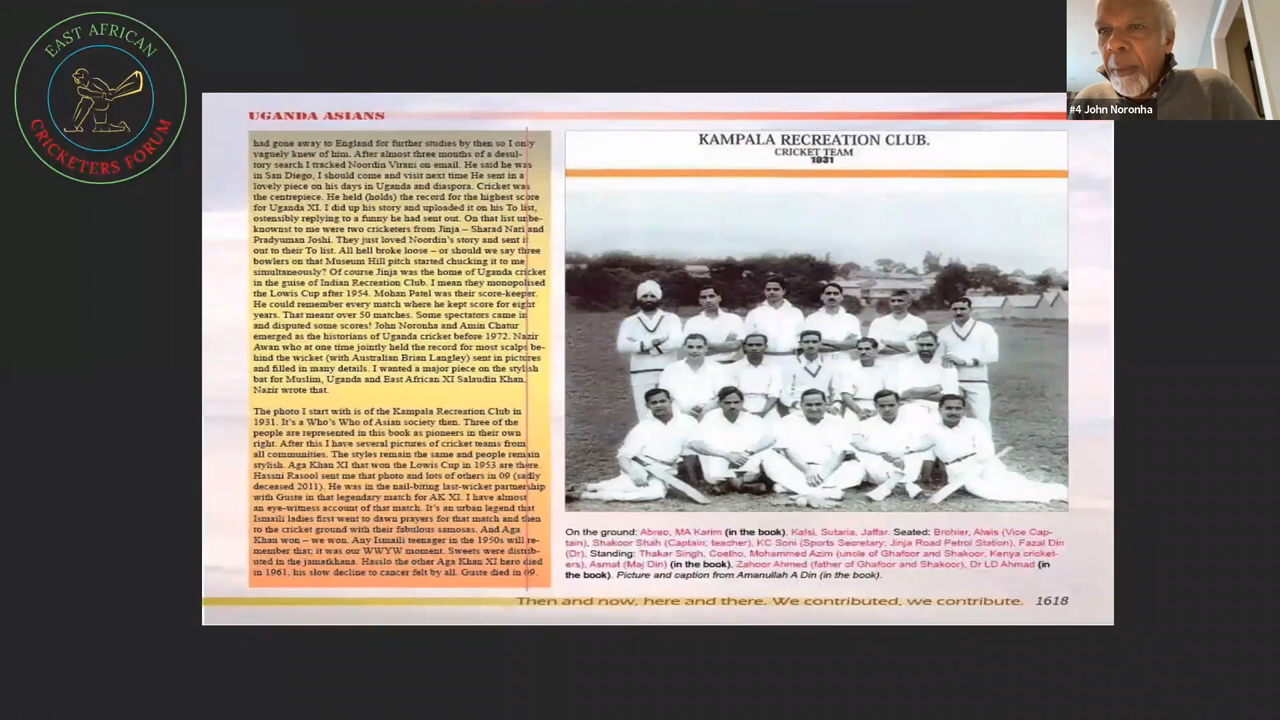 EAST AFRICAN
CRICKETERS FORUM
#4 John Noronha
UGANDA ASIANS
had gone away to England for further studies by then so I only
vaguely knew of him. After almost three months of a desul-
tory search I tracked Noordin Virani on email. He said he was
in San Diego, I should come and visit next time He sent in a
lovely piece on his days in Uganda and diaspora. Cricket was
the centrepiece. He held (holds) the record for the highest score
for Uganda XI. I did up his story and uploaded it on his To list,
ostensibly replying to a funny he had sent out. On that list unbe-
knownst to me were two cricketers from Jinja – Sharad Nari and
Pradyuman Joshi. They just loved Noordin's story and sent it
out to their To list. All hell broke loose – or should we say three
bowlers on that Museum Hill pitch started chucking it to me
simultaneously? Of course Jinja was the home of Uganda cricket
in the guise of Indian Recreation Club. I mean they monopolised
the Lowis Cup after 1954. Mohan Patel was their score-keeper.
He could remember every match where he kept score for eight
years. That meant over 50 matches. Some spectators came in
and disputed some scores! John Noronha and Amin Chatur
emerged as the historians of Uganda cricket before 1972. Nazir
Awan who at one time jointly held the record for most scalps be-
hind the wicket (with Australian Brian Langley) sent in pictures
and filled in many details. I wanted a major piece on the stylish
bat for Muslim, Uganda and East African XI Salaudin Khan.
Nazir wrote that.
The photo I start with is of the Kampala Recreation Club in
1931. It's a Who's Who of Asian society then. Three of the
people are represented in this book as pioneers in their own
right. After this I have several pictures of cricket teams from
all communities. The styles remain the same and people remain
stylish. Aga Khan XI that won the Lowis Cup in 1953 are there.
Hassni Rasool sent me that photo and lots of others in 09 (sadly
deceased 2011). He was in the nail-biting last-wicket partnership
with Guste in that legendary match for AK XI. I have almost
an eye-witness account of that match. It's an urban legend that
Ismaili ladies first went to dawn prayers for that match and then
to the cricket ground with their fabulous samosas. And Aga
Khan won – we won. Any Ismaili teenager in the 1950s will re-
member that; it was our WWYW moment. Sweets were distrib-
uted in the jamatkhana. Hasslo the other Aga Khan XI hero died
in 1961, his slow decline to cancer felt by all. Guste died in 09.
KAMPALA RECREATION CLUB.
CRICKET TEAM
1931
On the ground: Abreo, MA Karim (in the book), Kalsi, Sutaria, Jaffar. Seated: Brohier, Alwis (Vice Cap-
tain), Shakoor Shah (Captain; teacher), KC Soni (Sports Secretary; Jinja Road Petrol Station), Fazal Din
(Dr). Standing: Thakar Singh, Coelho, Mohammed Azim (uncle of Ghafoor and Shakoor, Kenya cricket-
ers), Asmat (Maj Din) (in the book), Zahoor Ahmed (father of Ghafoor and Shakoor), Dr LD Ahmad (in
the book). Picture and caption from Amanullah A Din (in the book).
Then and now, here and there. We contributed, we contribute. 1618